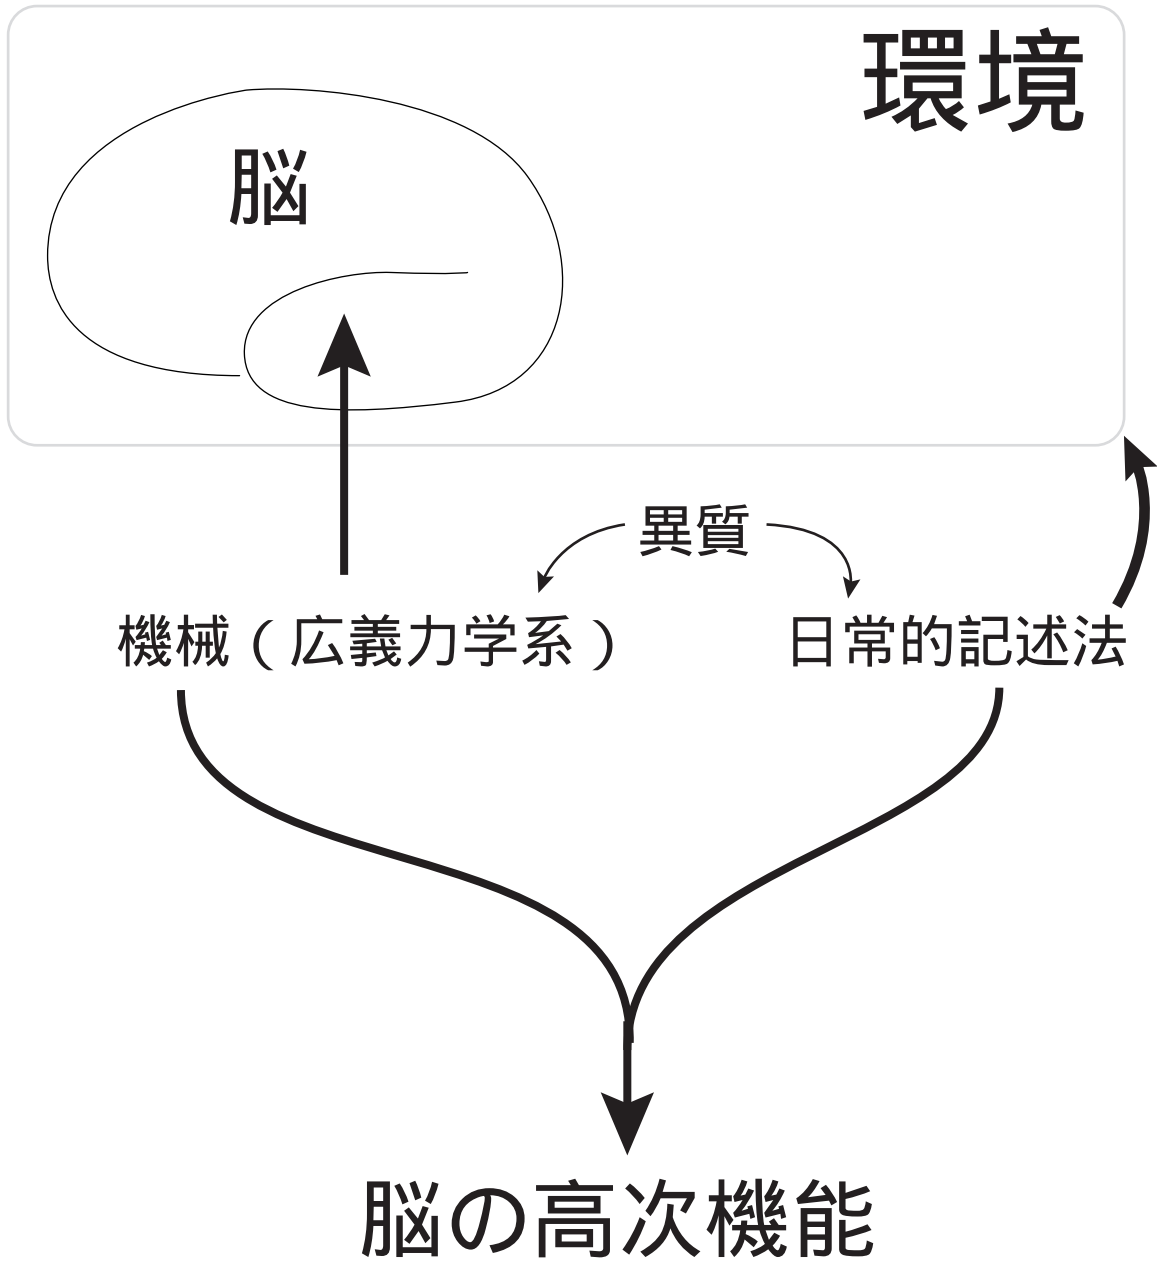 環境
脳
異質
機械（広義力学系）
日常的記述法
脳の高次機能